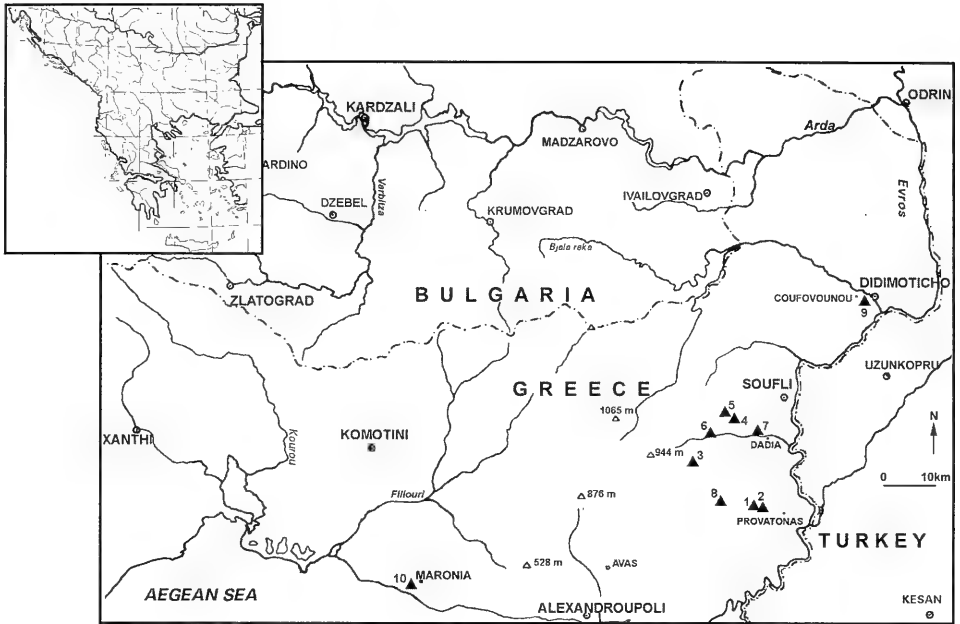 KARDZALI
ODRIN
Arda
MADZAROVO
ARDINO
Varbitza
IVAILOVGRAD
Evros
DZEBEL
KRUMOVGRAD
Bjala reka
ZLATOGRAD
BULGARIA
DIDIMOTICHO
COUFOVOUNOU
9
UZUNKOPRU
GREECE
SOUFLI
1065 m
5
4
7
6
DADIA
N
XANTHI
Kourou
KOMOTINI
944 m
3
0 10km
Filiouri
876 m
8
1 2
PROVATONAS
TURKEY
528 m
AVAS
10 MARONIA
AEGEAN SEA
ALEXANDROUPOLI
KESAN